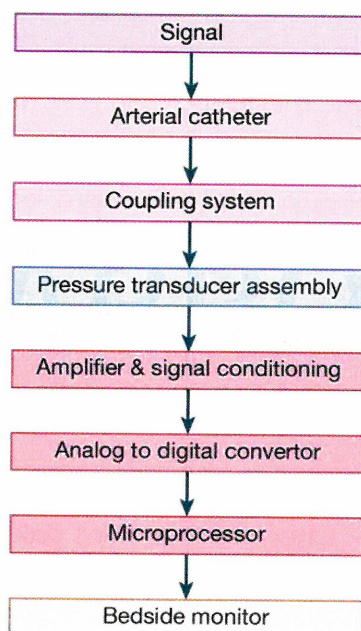 Signal
Arterial catheter
Coupling system
Pressure transducer assembly
Amplifier & signal conditioning
Analog to digital convertor
Microprocessor
Bedside monitor